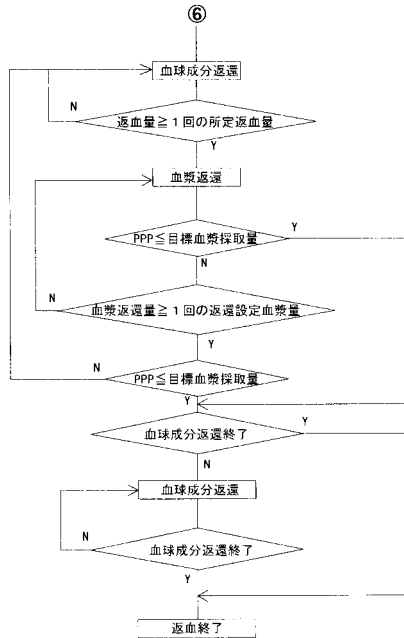 ⑥
血球成分返還
N
返血量≧1回の所定返血量
Y
血漿返還
Y
PPP≦目標血漿採取量
N
血漿返還量≧1回の返還設定血漿量
N
Y
N
PPP≦目標血漿採取量
Y
Y
血球成分返還終了
N
血球成分返還
N
血球成分返還終了
Y
返血終了